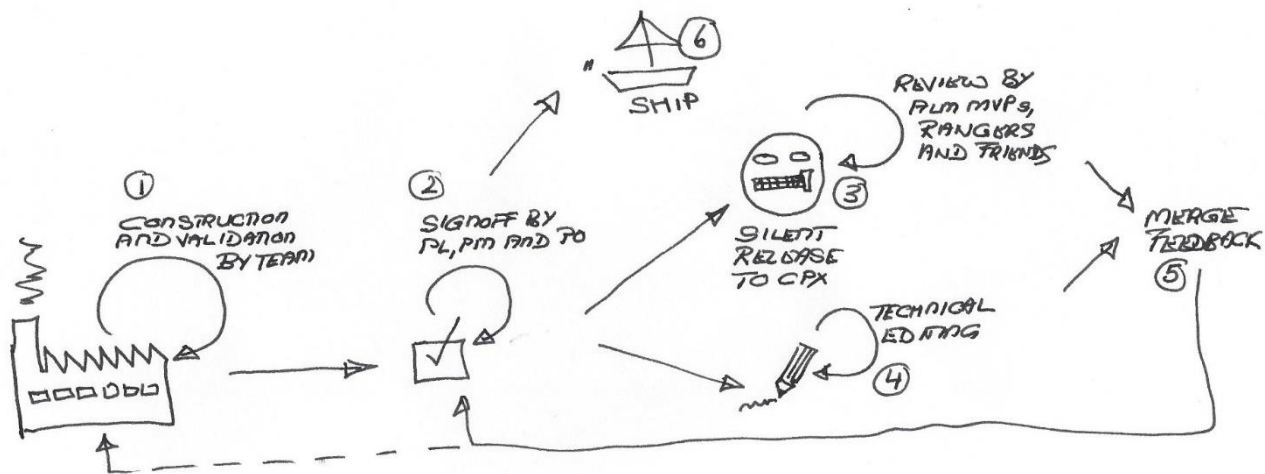 ①
CONSTRUCTION
AND VALIDATION
BY TEAM
②
SIGNOFF BY
PL, PM AND PO
⑥
"
SHIP
③
SILENT
RELEASE
TO CPX
REVIEW BY
ALM MVPs,
RANGERS
AND FRIENDS
④
TECHNICAL
EDITING
MERGE
FEEDBACK
⑤